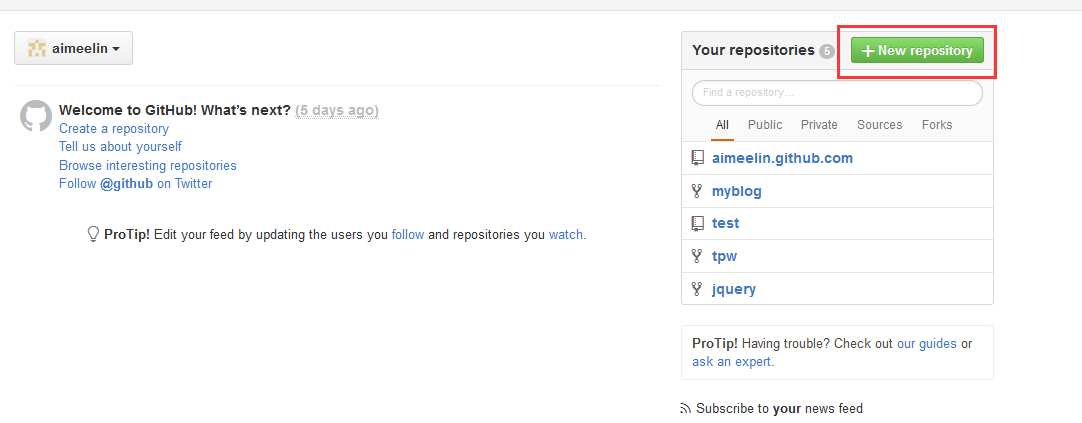 aimeelin
Welcome to GitHub! What's next? (5 days ago)
Create a repository
Tell us about yourself
Browse interesting repositories
Follow @github on Twitter
ProTip! Edit your feed by updating the users you follow and repositories you watch.
Your repositories 5
New repository
Find a repository...
All Public Private Sources Forks
aimeelin.github.com
myblog
test
tpw
jquery
ProTip! Having trouble? Check out our guides or
ask an expert.
Subscribe to your news feed